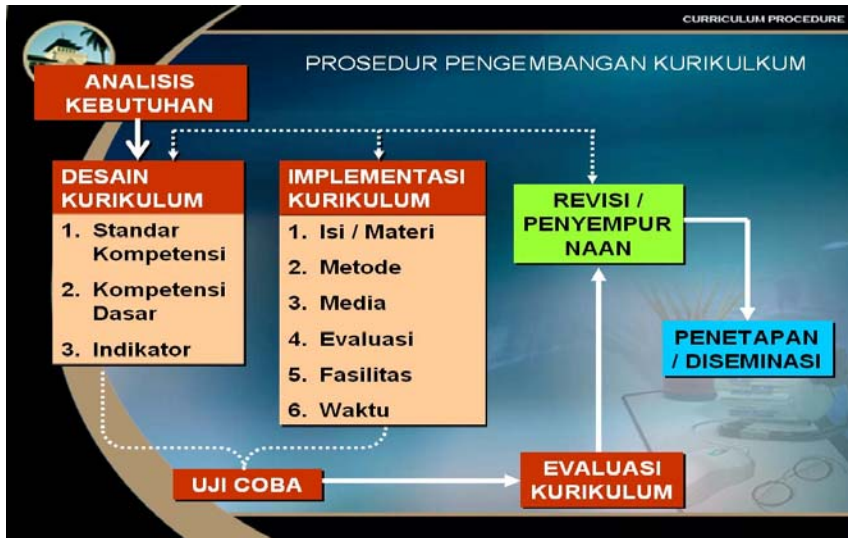 CURRICULUM PROCEDURE
PROSEDUR PENGEMBANGAN KURIKULKUM
ANALISIS
KEBUTUHAN
DESAIN
KURIKULUM
1. Standar
Kompetensi
2. Kompetensi
Dasar
3. Indikator
IMPLEMENTASI
KURIKULUM
1. Isi / Materi
2. Metode
3. Media
4. Evaluasi
5. Fasilitas
6. Waktu
REVISI /
PENYEMPUR
NAAN
PENETAPAN
/ DISEMINASI
UJI COBA
EVALUASI
KURIKULUM